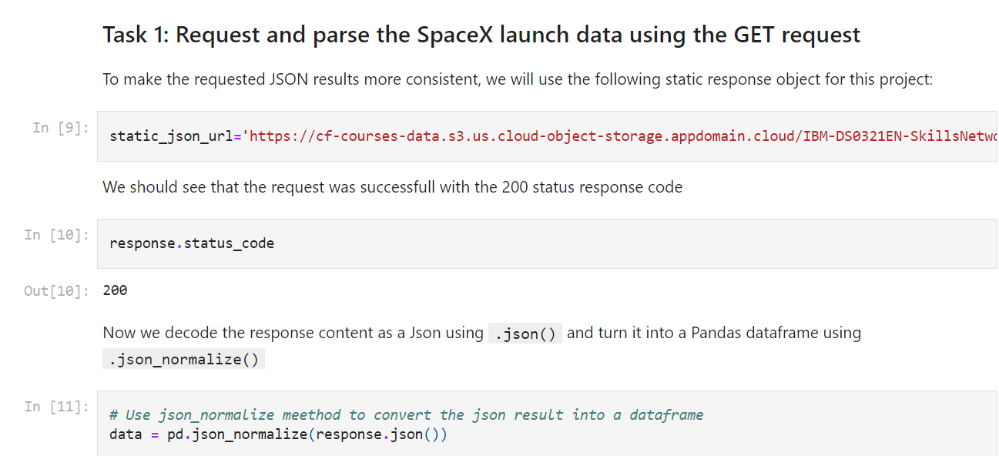 Task 1: Request and parse the SpaceX launch data using the GET request
To make the requested JSON results more consistent, we will use the following static response object for this project:
In [9]:
static_json_url='https://cf-courses-data.s3.us.cloud-object-storage.appdomain.cloud/IBM-DS0321EN-SkillsNetwo
We should see that the request was successfull with the 200 status response code
In [10]:
response.status_code
Out[10]:
200
Now we decode the response content as a Json using .json() and turn it into a Pandas dataframe using
.json_normalize()
In [11]:
# Use json_normalize meethod to convert the json result into a dataframe
data = pd.json_normalize(response.json())